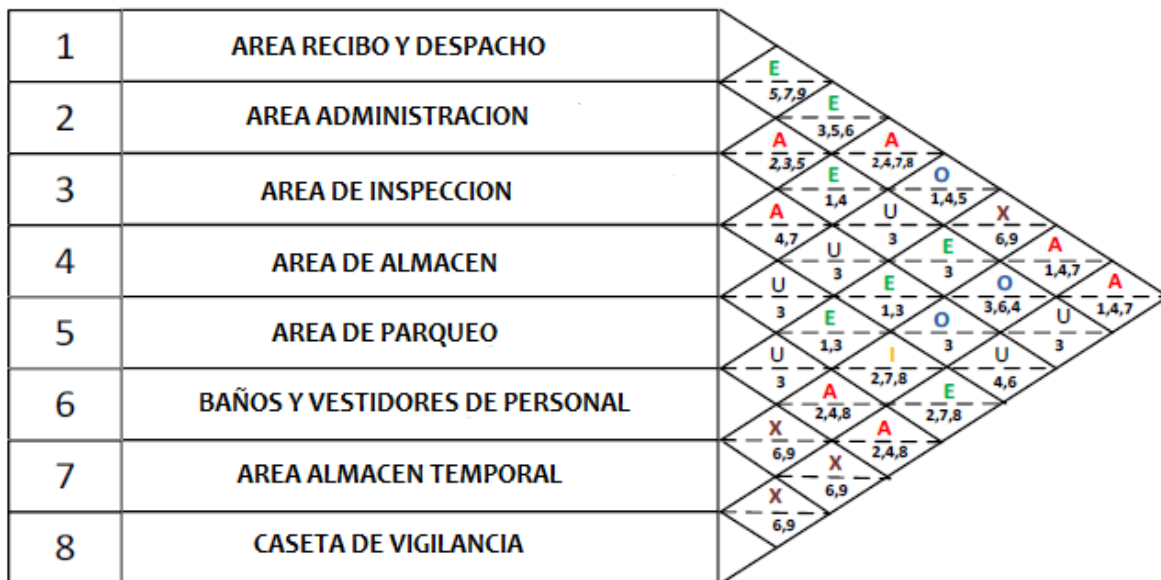 1 AREA RECIBO Y DESPACHO
E
5,7,9
E
2 AREA ADMINISTRACION
3,5,6
A A
2,3,5 2,4,7,8
E O
3 AREA DE INSPECCION
1,4 1,4,5
A U X
4,7 3 6,9
U E A
4 AREA DE ALMACEN
3 3 1,4,7
U E O A
3 1,3 3,6,4 1,4,7
E O U
5 AREA DE PARQUEO
1,3 3 3
U I U
3 2,7,8 4,6
A E
6 BAÑOS Y VESTIDORES DE PERSONAL
2,4,8 2,7,8
X A
6,9 2,4,8
X
7 AREA ALMACEN TEMPORAL
6,9
X
6,9
8 CASETA DE VIGILANCIA